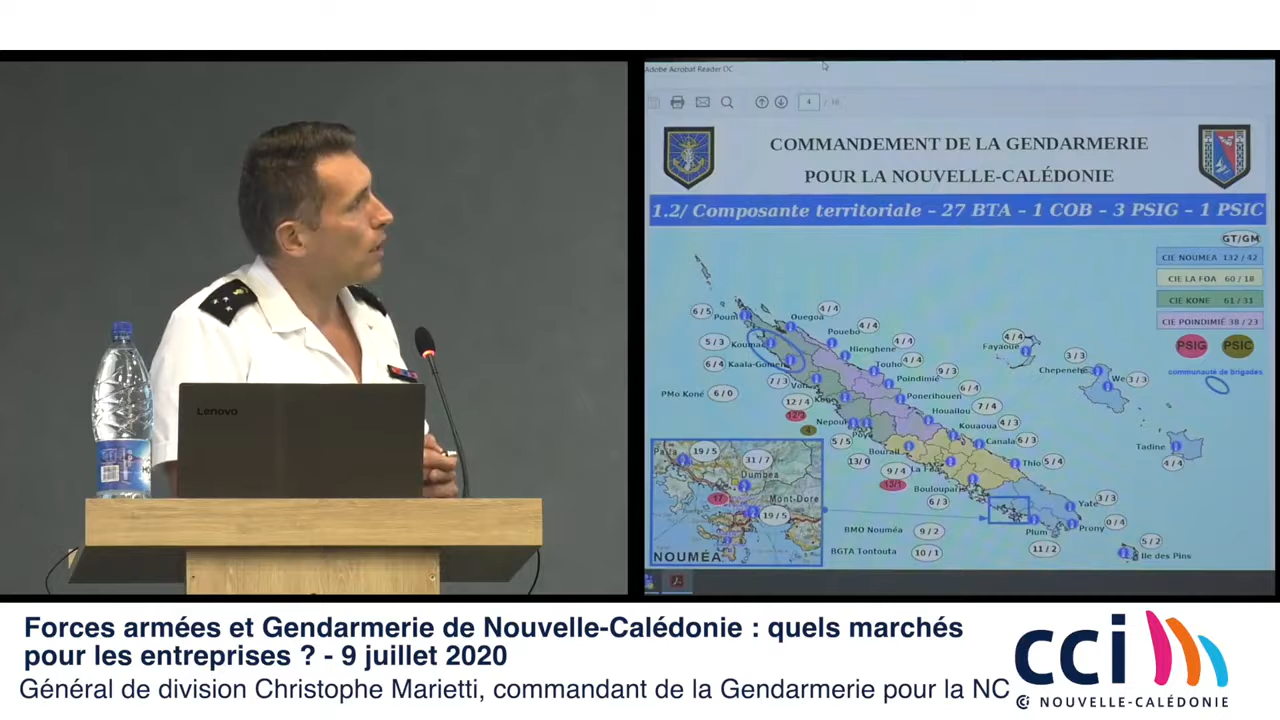 Adobe Acrobat Reader DC
4 / 18
COMMANDEMENT DE LA GENDARMERIE
POUR LA NOUVELLE-CALÉDONIE
1.2/ Composante territoriale – 27 BTA – 1 COB – 3 PSIG – 1 PSIC
GT/GM
CIE NOUMEA 132 / 42
CIE LA FOA 60 / 18
CIE KONE 61 / 31
CIE POINDIMIÉ 38 / 23
PSIG
PSIC
communauté de brigades
6 / 5
Poum
Ouegoa
4 / 4
Pouebo
4 / 4
5 / 3
Koumac
Hienghene
4 / 4
6 / 4
Kaala-Gomen
Touho
4 / 4
7 / 3
Poindimie
9 / 3
PMo Koné
6 / 0
12 / 4
Ponerihouen
6 / 4
Houailou
7 / 4
Kouaoua
4 / 3
5 / 5
Canala
6 / 3
13 / 0
Bourail
Thio
5 / 4
9 / 4
La Foa
13/1
Boulouparis
6 / 3
Fayaoue
4 / 4
Chepenehe
3 / 3
We
3 / 3
Tadine
4 / 4
Yaté
3 / 3
Prony
0 / 4
Plum
11 / 2
Ile des Pins
5 / 2
BMO Nouméa
9 / 2
BGTA Tontouta
10 / 1
19 / 5
31 / 7
Dumbea
17
Mont-Dore
19 / 5
NOUMÉA
Lenovo
Forces armées et Gendarmerie de Nouvelle-Calédonie : quels marchés
pour les entreprises ? - 9 juillet 2020
Général de division Christophe Marietti, commandant de la Gendarmerie pour la NC
cci
NOUVELLE-CALÉDONIE